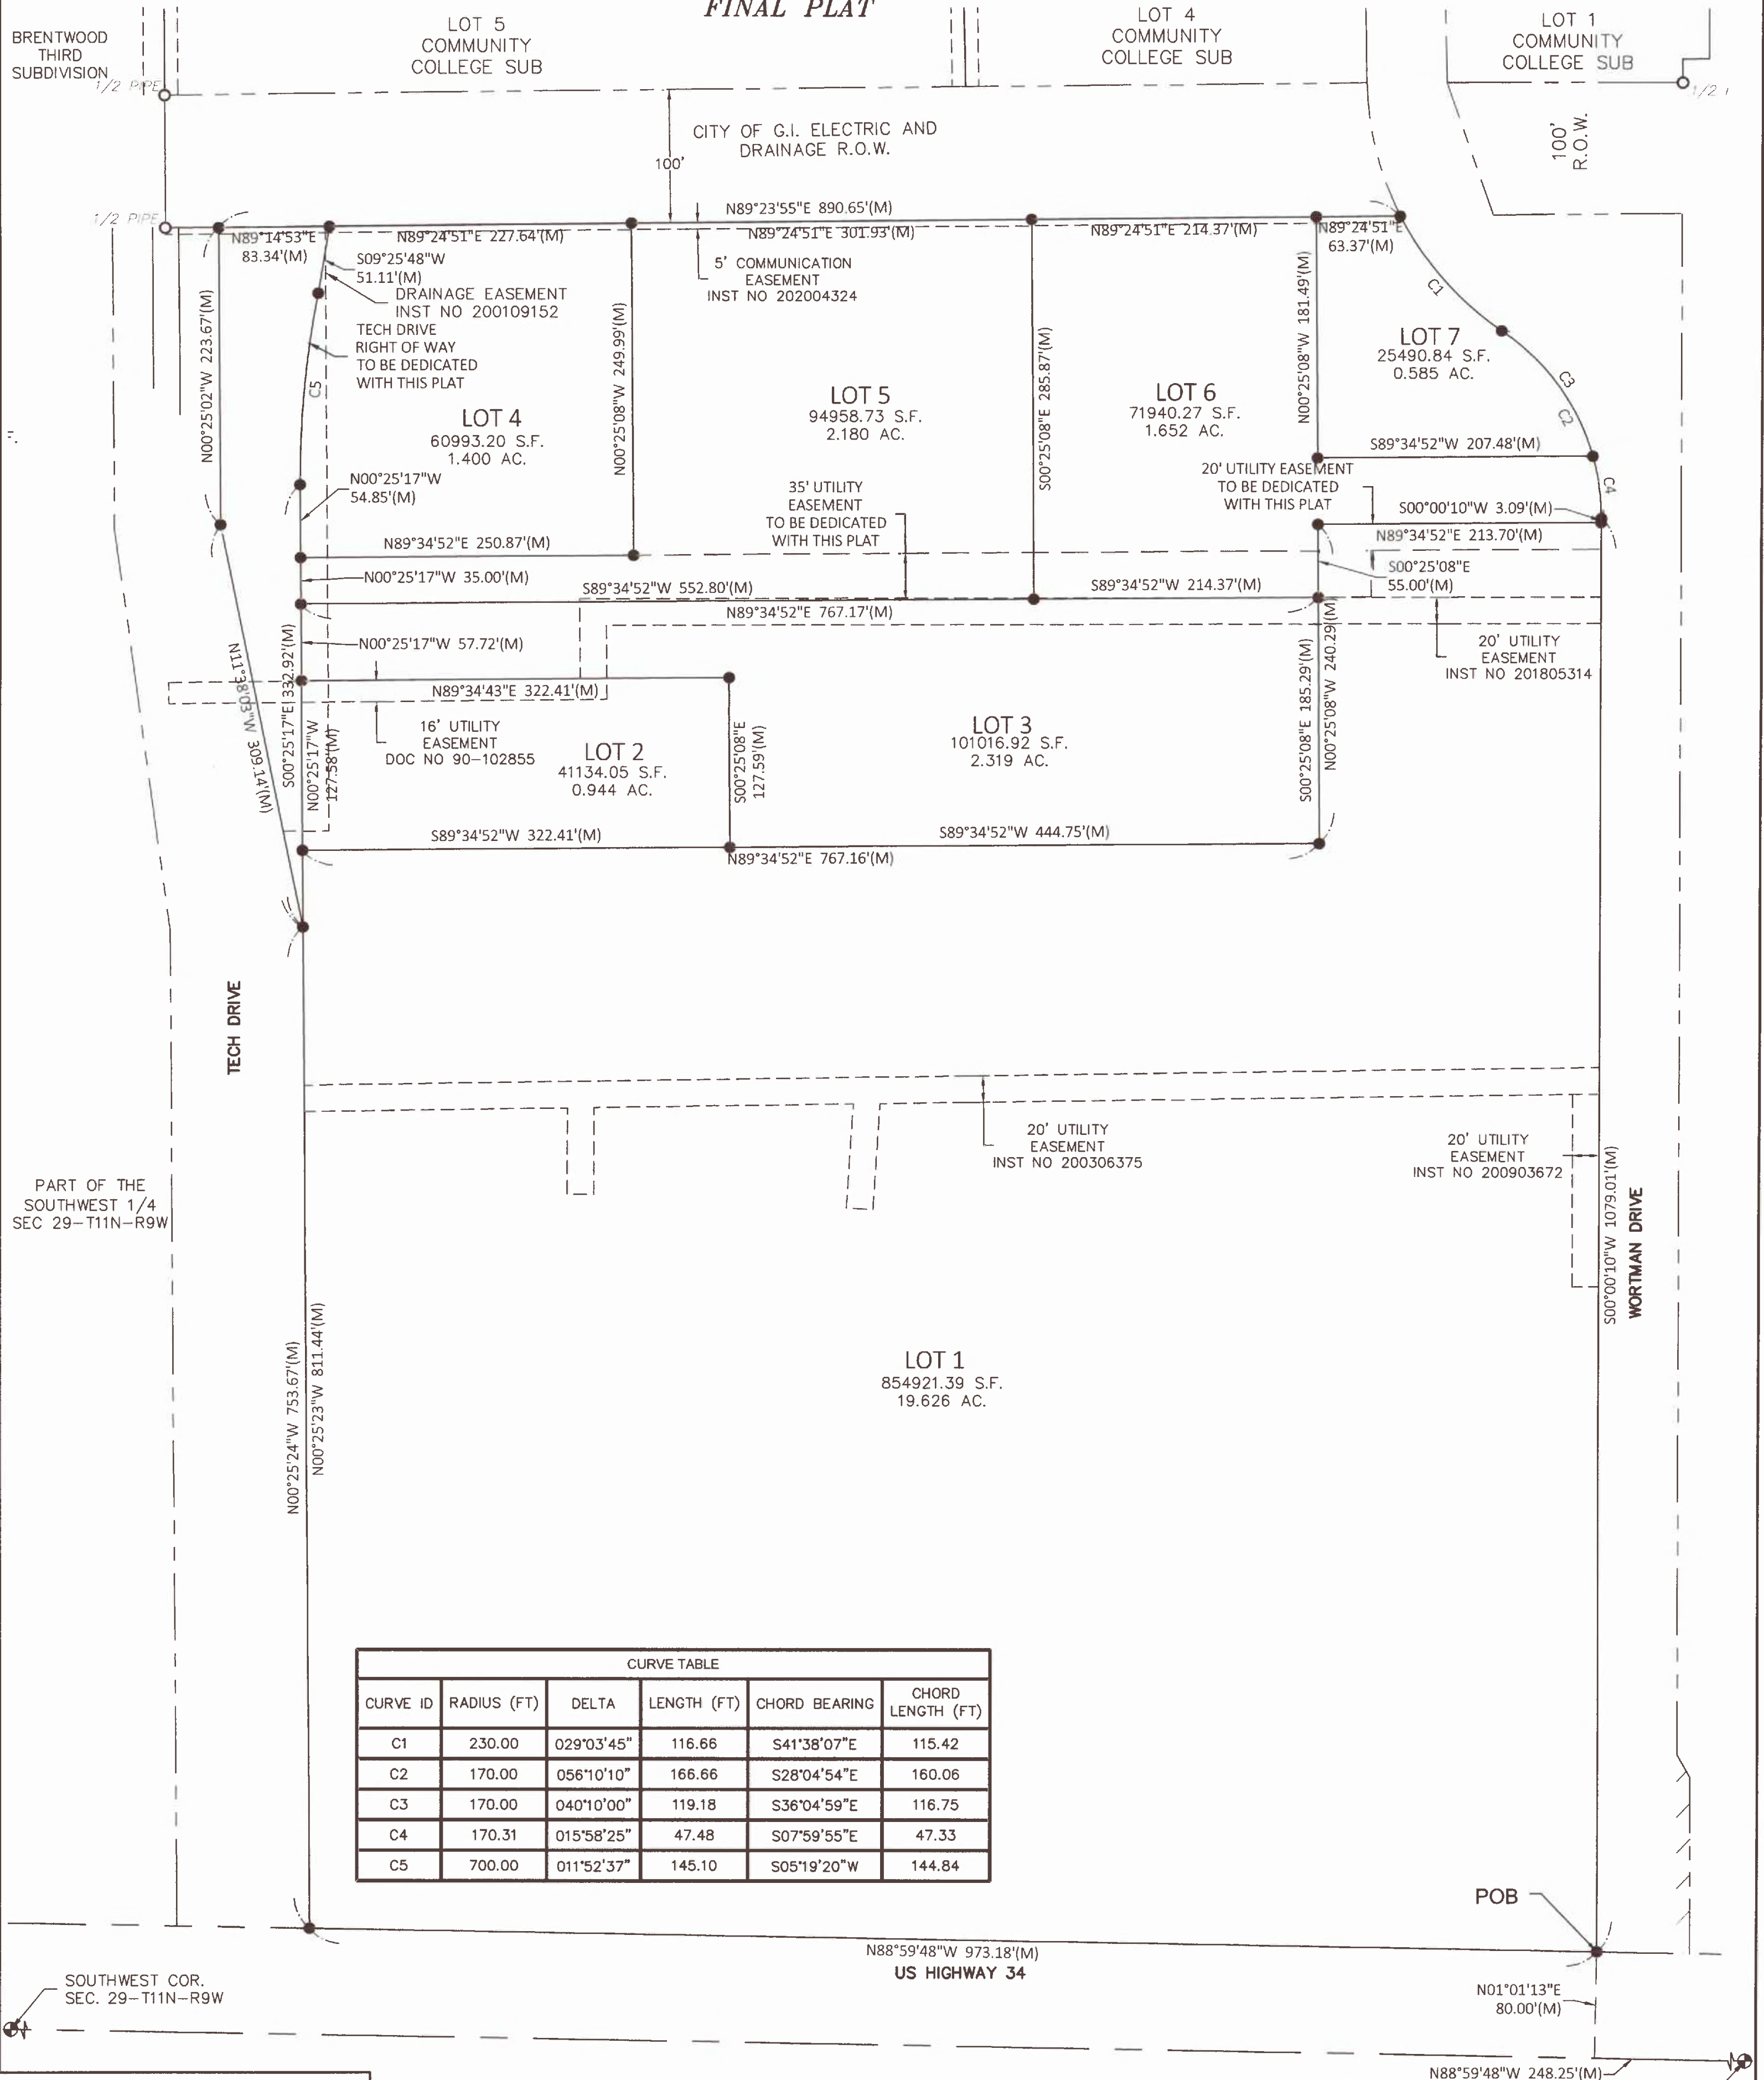 FINAL PLAT
BRENTWOOD
THIRD
SUBDIVISION
LOT 5
COMMUNITY
COLLEGE SUB
LOT 4
COMMUNITY
COLLEGE SUB
LOT 1
COMMUNITY
COLLEGE SUB
1/2 PIPE
1/2
CITY OF G.I. ELECTRIC AND
DRAINAGE R.O.W.
100'
100'
R.O.W.
1/2 PIPE
N89°23'55"E 890.65'(M)
N89°14'53"E
83.34'(M)
N89°24'51"E 227.64'(M)
N89°24'51"E 301.93'(M)
N89°24'51"E 214.37'(M)
N89°24'51"E
63.37'(M)
S09°25'48"W
51.11'(M)
DRAINAGE EASEMENT
INST NO 200109152
5' COMMUNICATION
EASEMENT
INST NO 202004324
TECH DRIVE
RIGHT OF WAY
TO BE DEDICATED
WITH THIS PLAT
N00°25'02"W 223.67'(M)
C5
N00°25'08"W 249.99'(M)
S00°25'08"E 285.87'(M)
N00°25'08"W 181.49'(M)
C1
C3
C2
C4
LOT 4
60993.20 S.F.
1.400 AC.
LOT 5
94958.73 S.F.
2.180 AC.
LOT 6
71940.27 S.F.
1.652 AC.
LOT 7
25490.84 S.F.
0.585 AC.
S89°34'52"W 207.48'(M)
20' UTILITY EASEMENT
TO BE DEDICATED
WITH THIS PLAT
S00°00'10"W 3.09'(M)
N89°34'52"E 213.70'(M)
N00°25'17"W
54.85'(M)
35' UTILITY
EASEMENT
TO BE DEDICATED
WITH THIS PLAT
N89°34'52"E 250.87'(M)
N00°25'17"W 35.00'(M)
S89°34'52"W 552.80'(M)
S89°34'52"W 214.37'(M)
S00°25'08"E
55.00'(M)
N89°34'52"E 767.17'(M)
N00°25'17"W 57.72'(M)
20' UTILITY
EASEMENT
INST NO 201805314
N11°38'03"W 309.14'(M)
S00°25'17"E 332.92'(M)
N00°25'17"W
127.58'(M)
N89°34'43"E 322.41'(M)
16' UTILITY
EASEMENT
DOC NO 90-102855
LOT 2
41134.05 S.F.
0.944 AC.
S00°25'08"E
127.59'(M)
LOT 3
101016.92 S.F.
2.319 AC.
S00°25'08"E 185.29'(M)
N00°25'08"W 240.29'(M)
S89°34'52"W 322.41'(M)
S89°34'52"W 444.75'(M)
N89°34'52"E 767.16'(M)
TECH DRIVE
20' UTILITY
EASEMENT
INST NO 200306375
20' UTILITY
EASEMENT
INST NO 200903672
PART OF THE
SOUTHWEST 1/4
SEC 29-T11N-R9W
S00°00'10"W 1079.01'(M)
WORTMAN DRIVE
N00°25'24"W 753.67'(M)
N00°25'23"W 811.44'(M)
LOT 1
854921.39 S.F.
19.626 AC.
CURVE TABLE
CURVE ID RADIUS (FT) DELTA LENGTH (FT) CHORD BEARING CHORD LENGTH (FT)
C1 230.00 029°03'45" 116.66 S41°38'07"E 115.42
C2 170.00 056°10'10" 166.66 S28°04'54"E 160.06
C3 170.00 040°10'00" 119.18 S36°04'59"E 116.75
C4 170.31 015°58'25" 47.48 S07°59'55"E 47.33
C5 700.00 011°52'37" 145.10 S05°19'20"W 144.84
POB
N88°59'48"W 973.18'(M)
US HIGHWAY 34
SOUTHWEST COR.
SEC. 29-T11N-R9W
N01°01'13"E
80.00'(M)
N88°59'48"W 248.25'(M)